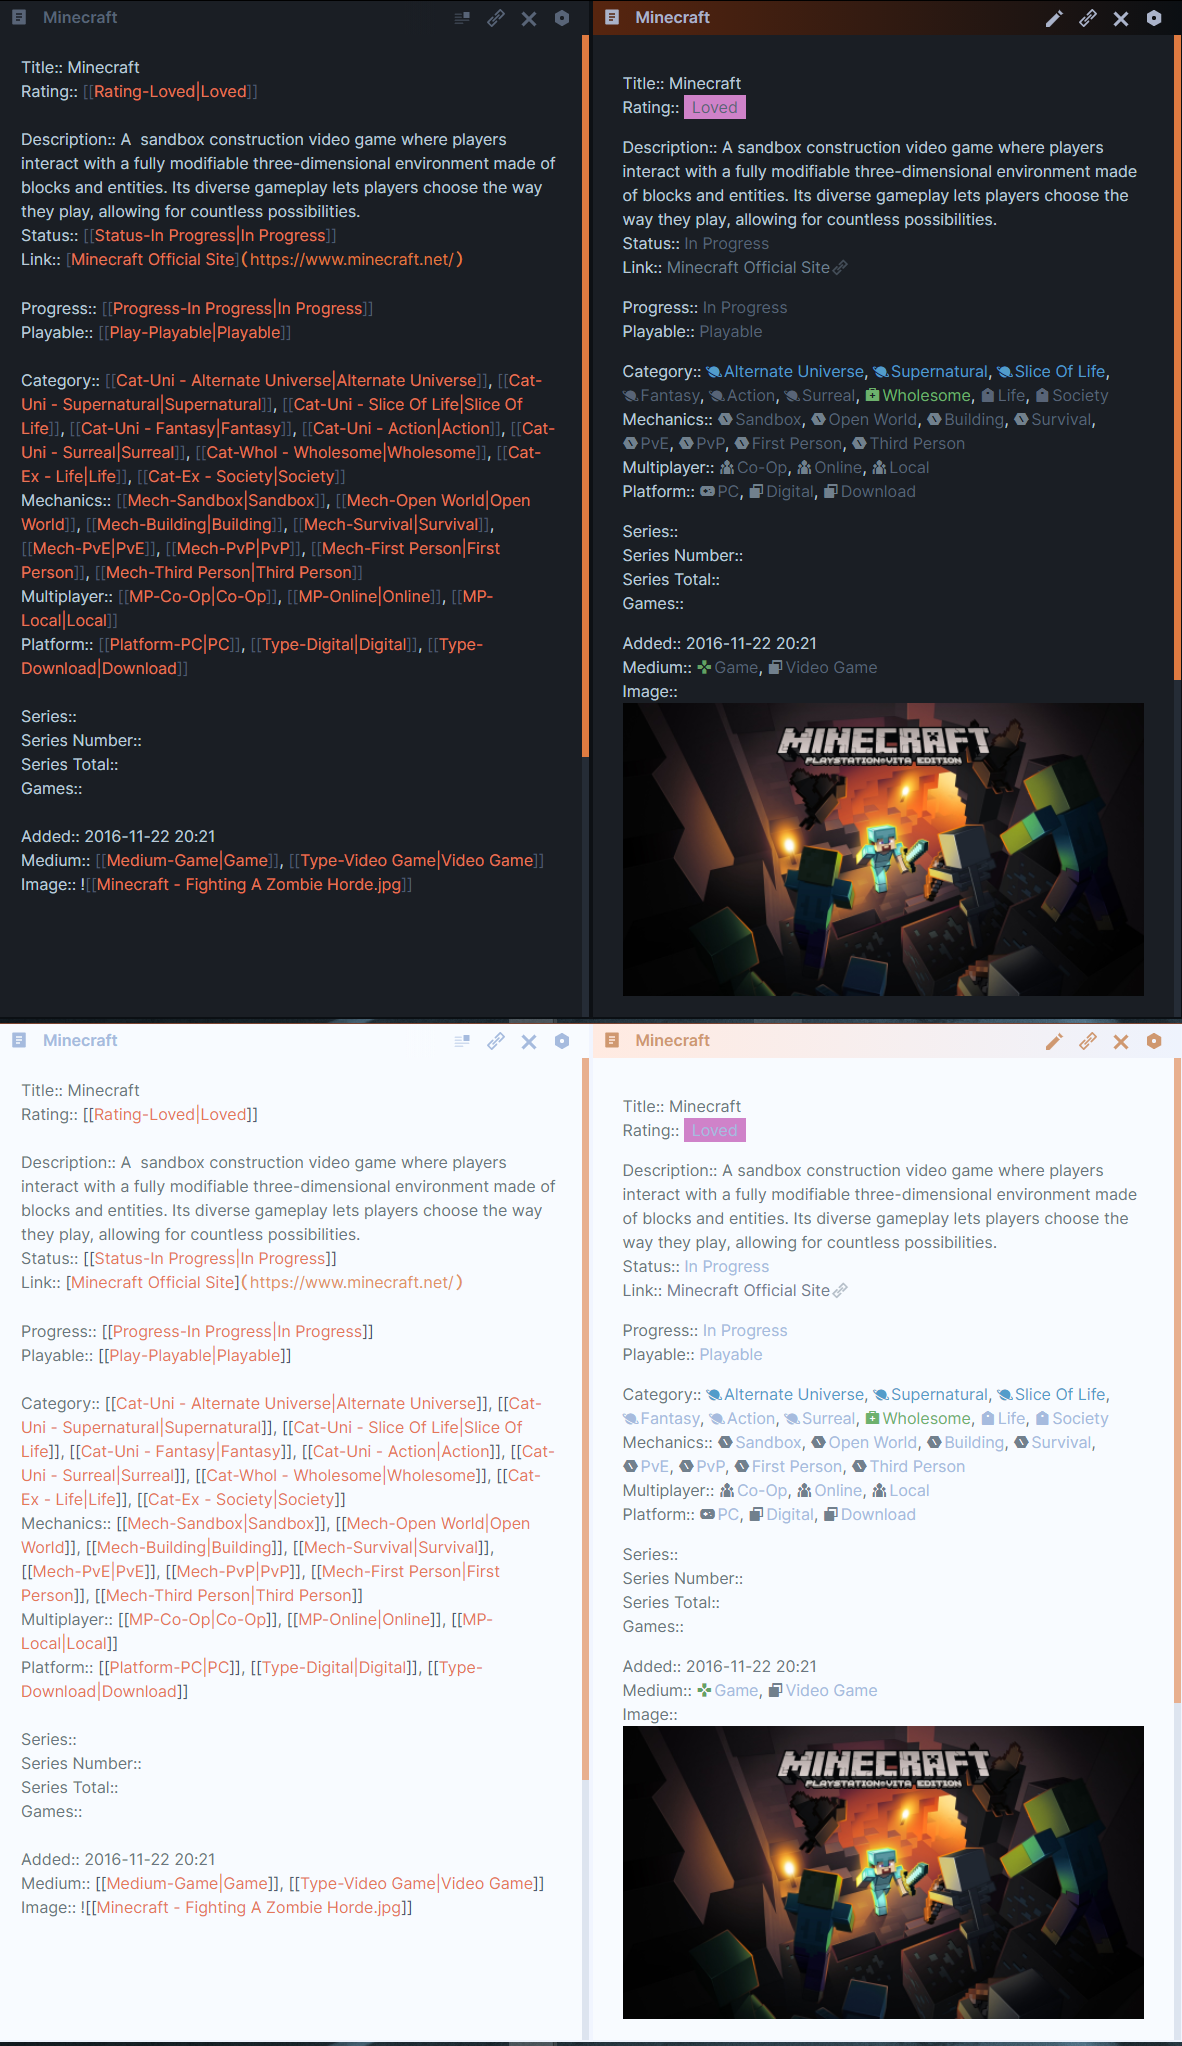 Minecraft
Title:: Minecraft
Rating:: [[Rating-Loved|Loved]]
Description:: A  sandbox construction video game where players
interact with a fully modifiable three-dimensional environment made of
blocks and entities. Its diverse gameplay lets players choose the way
they play, allowing for countless possibilities.
Status:: [[Status-In Progress|In Progress]]
Link:: [Minecraft Official Site](https://www.minecraft.net/)
Progress:: [[Progress-In Progress|In Progress]]
Playable:: [[Play-Playable|Playable]]
Category:: [[Cat-Uni - Alternate Universe|Alternate Universe]], [[Cat-
Uni - Supernatural|Supernatural]], [[Cat-Uni - Slice Of Life|Slice Of
Life]], [[Cat-Uni - Fantasy|Fantasy]], [[Cat-Uni - Action|Action]], [[Cat-
Uni - Surreal|Surreal]], [[Cat-Whol - Wholesome|Wholesome]], [[Cat-
Ex - Life|Life]], [[Cat-Ex - Society|Society]]
Mechanics:: [[Mech-Sandbox|Sandbox]], [[Mech-Open World|Open
World]], [[Mech-Building|Building]], [[Mech-Survival|Survival]],
[[Mech-PvE|PvE]], [[Mech-PvP|PvP]], [[Mech-First Person|First
Person]], [[Mech-Third Person|Third Person]]
Multiplayer:: [[MP-Co-Op|Co-Op]], [[MP-Online|Online]], [[MP-
Local|Local]]
Platform:: [[Platform-PC|PC]], [[Type-Digital|Digital]], [[Type-
Download|Download]]
Series::
Series Number::
Series Total::
Games::
Added:: 2016-11-22 20:21
Medium:: [[Medium-Game|Game]], [[Type-Video Game|Video Game]]
Image:: ![[Minecraft - Fighting A Zombie Horde.jpg]]
Minecraft
Title:: Minecraft
Rating:: Loved
Description:: A sandbox construction video game where players
interact with a fully modifiable three-dimensional environment made
of blocks and entities. Its diverse gameplay lets players choose the
way they play, allowing for countless possibilities.
Status:: In Progress
Link:: Minecraft Official Site
Progress:: In Progress
Playable:: Playable
Category:: Alternate Universe, Supernatural, Slice Of Life,
Fantasy, Action, Surreal, Wholesome, Life, Society
Mechanics:: Sandbox, Open World, Building, Survival,
PvE, PvP, First Person, Third Person
Multiplayer:: Co-Op, Online, Local
Platform:: PC, Digital, Download
Series::
Series Number::
Series Total::
Games::
Added:: 2016-11-22 20:21
Medium:: Game, Video Game
Image::
MINECRAFT
PLAYSTATION®VITA EDITION
Minecraft
Title:: Minecraft
Rating:: [[Rating-Loved|Loved]]
Description:: A  sandbox construction video game where players
interact with a fully modifiable three-dimensional environment made of
blocks and entities. Its diverse gameplay lets players choose the way
they play, allowing for countless possibilities.
Status:: [[Status-In Progress|In Progress]]
Link:: [Minecraft Official Site](https://www.minecraft.net/)
Progress:: [[Progress-In Progress|In Progress]]
Playable:: [[Play-Playable|Playable]]
Category:: [[Cat-Uni - Alternate Universe|Alternate Universe]], [[Cat-
Uni - Supernatural|Supernatural]], [[Cat-Uni - Slice Of Life|Slice Of
Life]], [[Cat-Uni - Fantasy|Fantasy]], [[Cat-Uni - Action|Action]], [[Cat-
Uni - Surreal|Surreal]], [[Cat-Whol - Wholesome|Wholesome]], [[Cat-
Ex - Life|Life]], [[Cat-Ex - Society|Society]]
Mechanics:: [[Mech-Sandbox|Sandbox]], [[Mech-Open World|Open
World]], [[Mech-Building|Building]], [[Mech-Survival|Survival]],
[[Mech-PvE|PvE]], [[Mech-PvP|PvP]], [[Mech-First Person|First
Person]], [[Mech-Third Person|Third Person]]
Multiplayer:: [[MP-Co-Op|Co-Op]], [[MP-Online|Online]], [[MP-
Local|Local]]
Platform:: [[Platform-PC|PC]], [[Type-Digital|Digital]], [[Type-
Download|Download]]
Series::
Series Number::
Series Total::
Games::
Added:: 2016-11-22 20:21
Medium:: [[Medium-Game|Game]], [[Type-Video Game|Video Game]]
Image:: ![[Minecraft - Fighting A Zombie Horde.jpg]]
Minecraft
Title:: Minecraft
Rating:: Loved
Description:: A sandbox construction video game where players
interact with a fully modifiable three-dimensional environment made
of blocks and entities. Its diverse gameplay lets players choose the
way they play, allowing for countless possibilities.
Status:: In Progress
Link:: Minecraft Official Site
Progress:: In Progress
Playable:: Playable
Category:: Alternate Universe, Supernatural, Slice Of Life,
Fantasy, Action, Surreal, Wholesome, Life, Society
Mechanics:: Sandbox, Open World, Building, Survival,
PvE, PvP, First Person, Third Person
Multiplayer:: Co-Op, Online, Local
Platform:: PC, Digital, Download
Series::
Series Number::
Series Total::
Games::
Added:: 2016-11-22 20:21
Medium:: Game, Video Game
Image::
MINECRAFT
PLAYSTATION®VITA EDITION